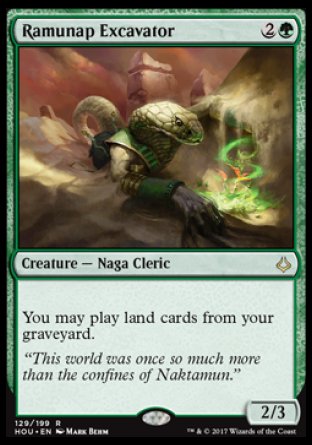 Ramunap Excavator 2
Creature — Naga Cleric
You may play land cards from your
graveyard.
“This world was once so much more
than the confines of Naktamun.”
2/3
129/199 R
HOU • EN Mark Behm
™ & © 2017 Wizards of the Coast